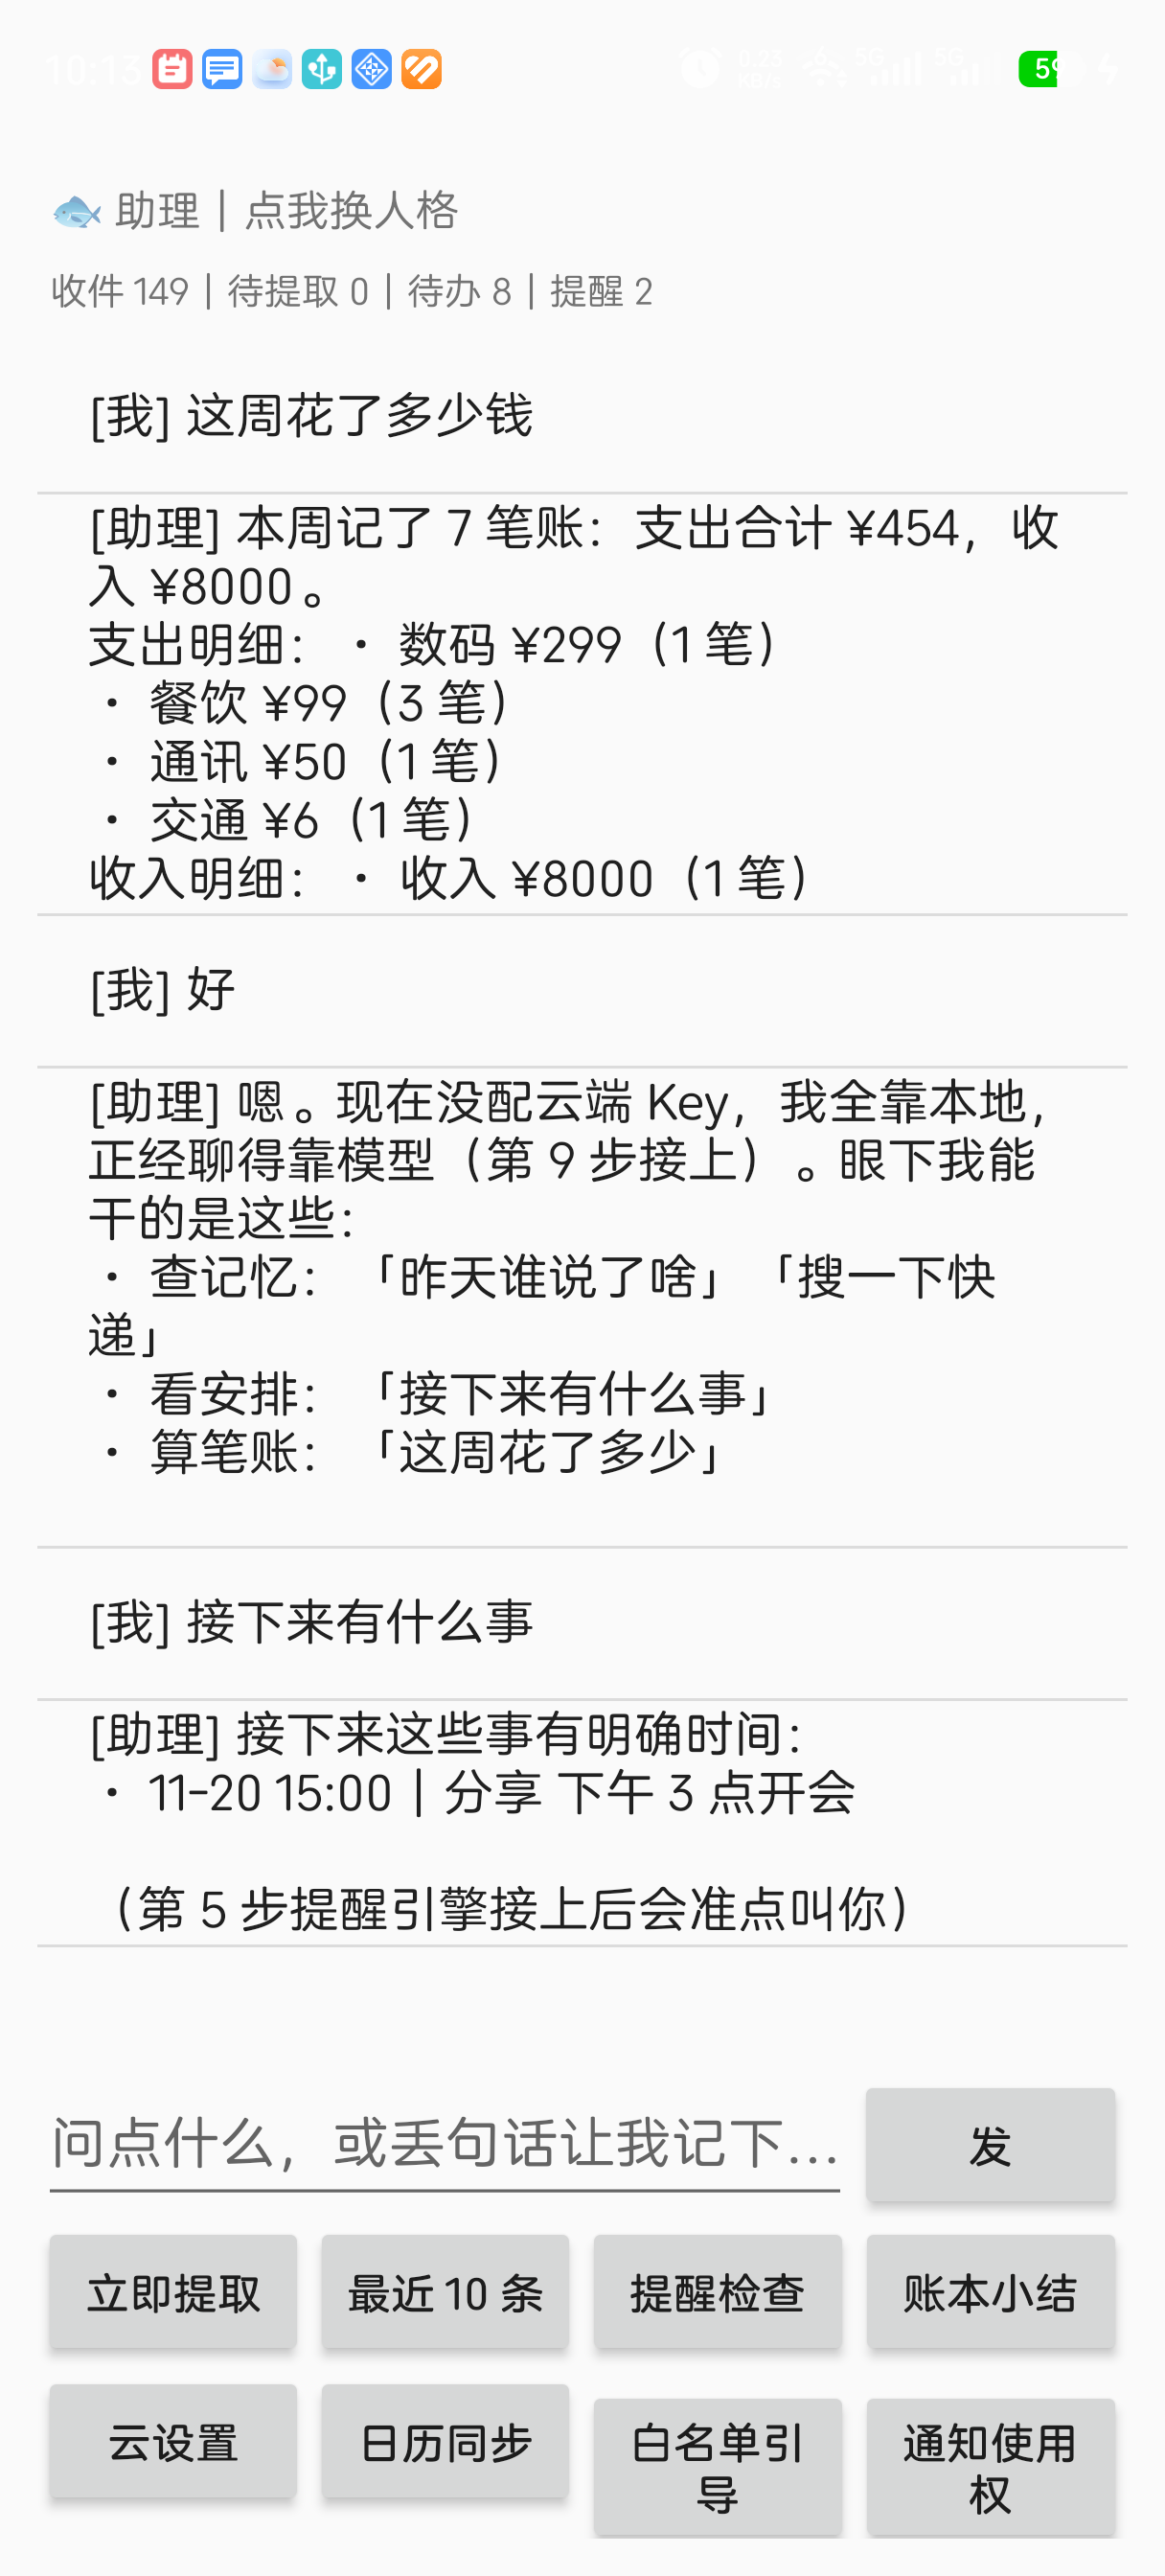 10:13
0.23
KB/s
5G
5G
🐟 助理｜点我换人格
收件 149｜待提取 0｜待办 8｜提醒 2
[我] 这周花了多少钱
[助理] 本周记了 7 笔账：支出合计 ¥454，收
入 ¥8000。
支出明细： · 数码 ¥299（1 笔）
· 餐饮 ¥99（3 笔）
· 通讯 ¥50（1 笔）
· 交通 ¥6（1 笔）
收入明细： · 收入 ¥8000（1 笔）
[我] 好
[助理] 嗯。现在没配云端 Key，我全靠本地，
正经聊得靠模型（第 9 步接上）。眼下我能
干的是这些：
· 查记忆：「昨天谁说了啥」「搜一下快
递」
· 看安排：「接下来有什么事」
· 算笔账：「这周花了多少」
[我] 接下来有什么事
[助理] 接下来这些事有明确时间：
· 11-20 15:00｜分享 下午 3 点开会
（第 5 步提醒引擎接上后会准点叫你）
问点什么，或丢句话让我记下...
发
立即提取
最近 10 条
提醒检查
账本小结
云设置
日历同步
白名单引
导
通知使用
权